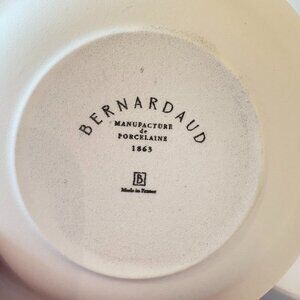 BERNARDAUD
MANUFACTURE
de
PORCELAINE
1863
B
Made in France